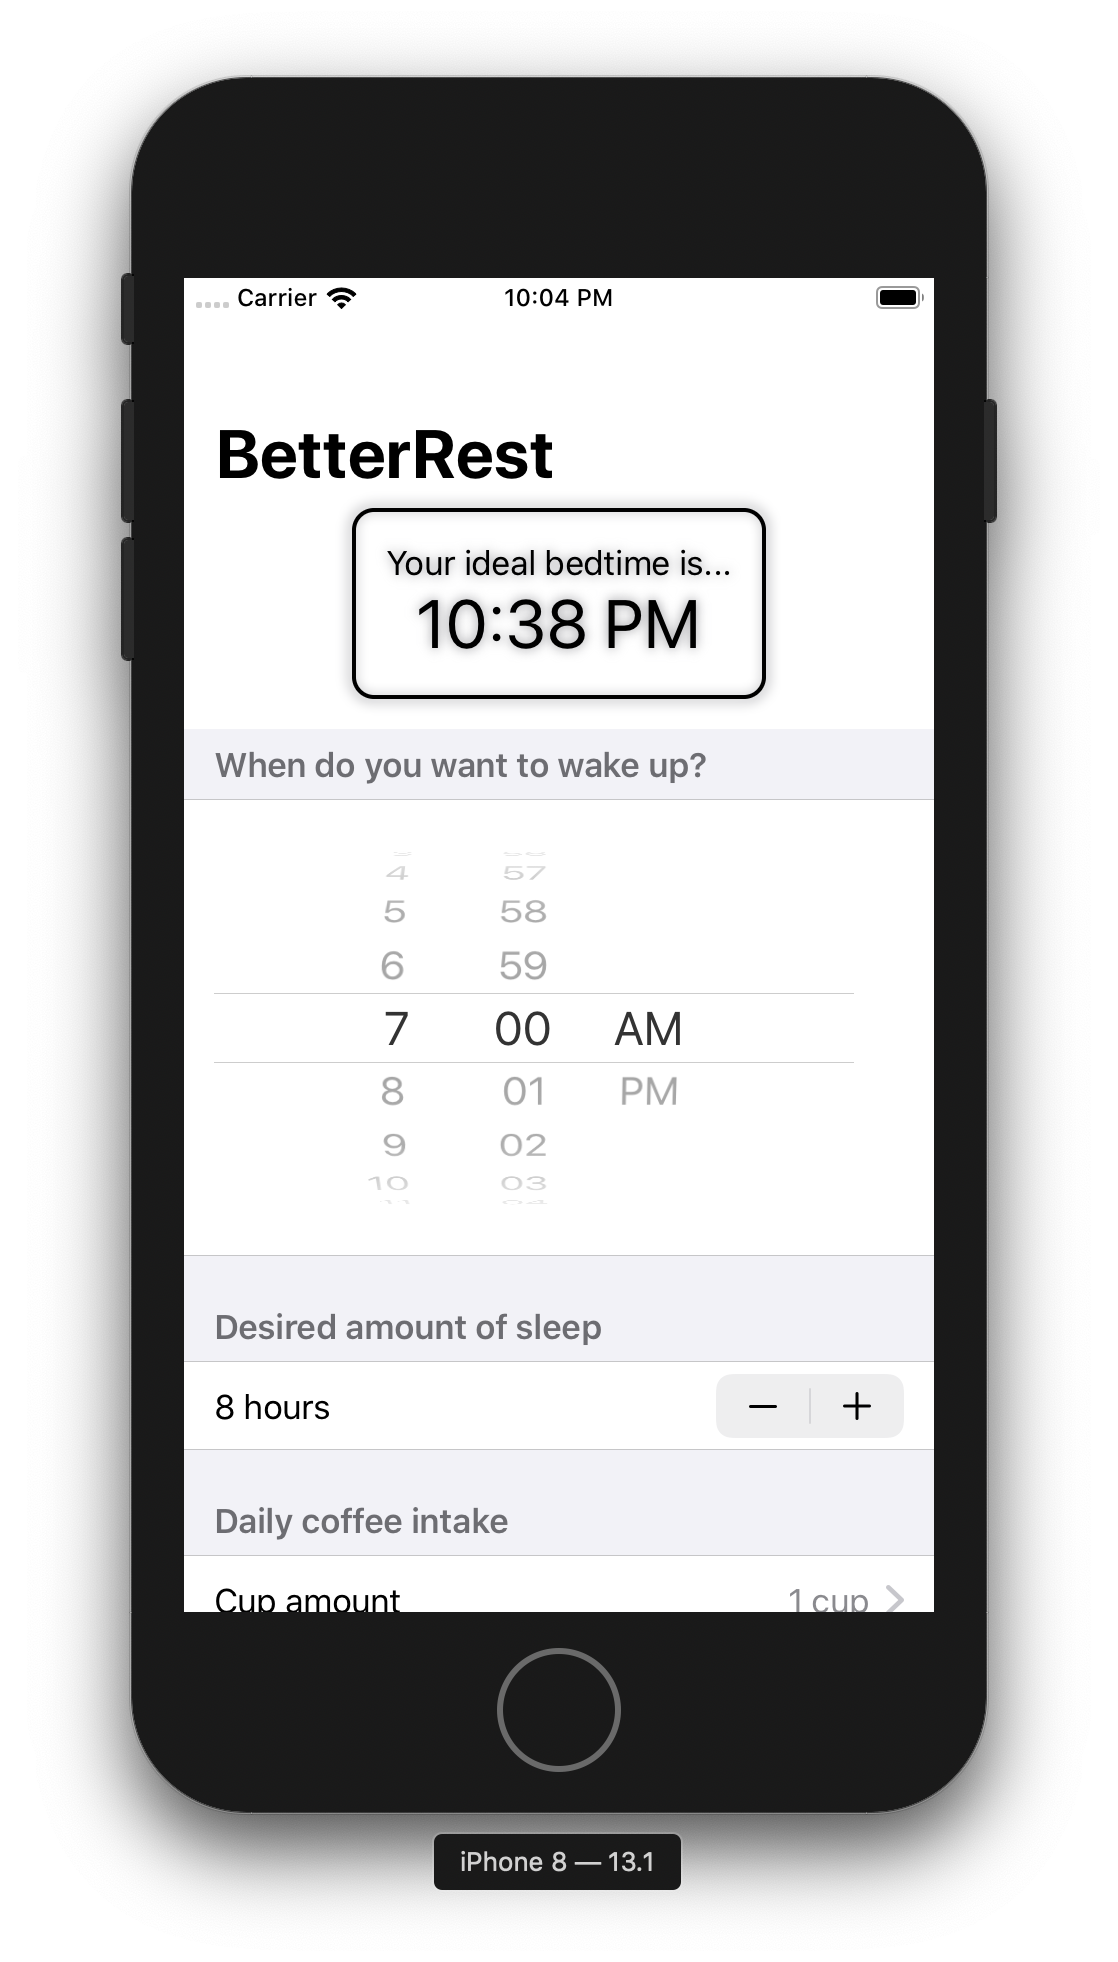 Carrier 10:04 PM
BetterRest
Your ideal bedtime is...
10:38 PM
When do you want to wake up?
4 57
5 58
6 59
7 00 AM
8 01 PM
9 02
10 03
Desired amount of sleep
8 hours
− +
Daily coffee intake
Cup amount 1 cup
iPhone 8 — 13.1